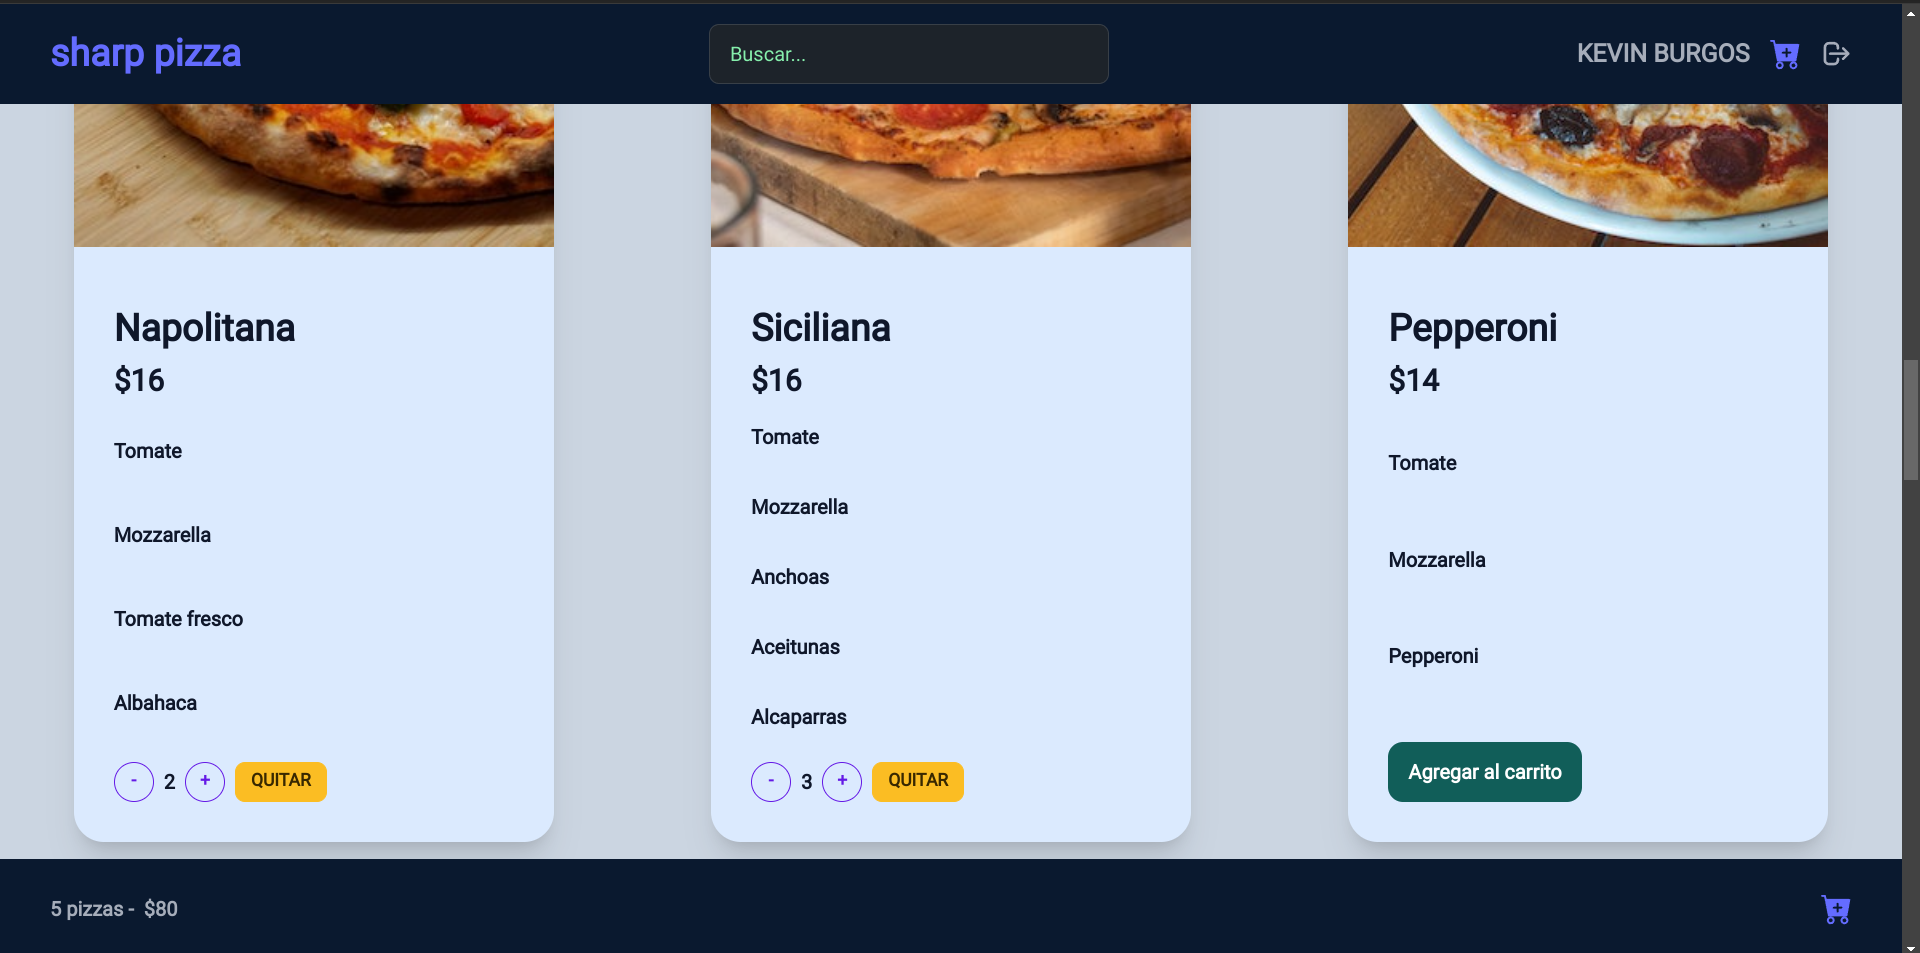 sharp pizza
Buscar...
KEVIN BURGOS
Napolitana
$16
Tomate
Mozzarella
Tomate fresco
Albahaca
- 2 + QUITAR
Siciliana
$16
Tomate
Mozzarella
Anchoas
Aceitunas
Alcaparras
- 3 + QUITAR
Pepperoni
$14
Tomate
Mozzarella
Pepperoni
Agregar al carrito
5 pizzas - $80